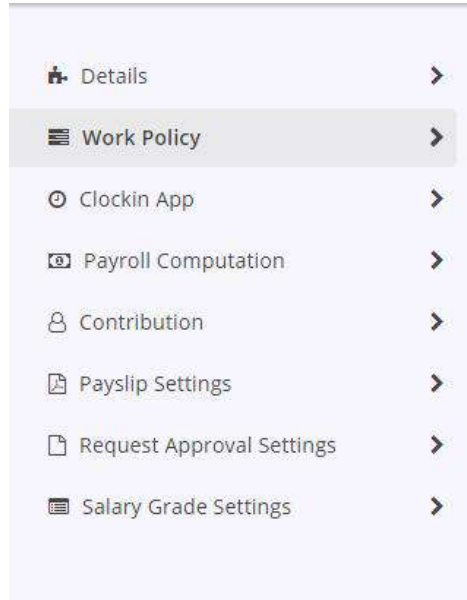 Details
Work Policy
Clockin App
Payroll Computation
Contribution
Payslip Settings
Request Approval Settings
Salary Grade Settings